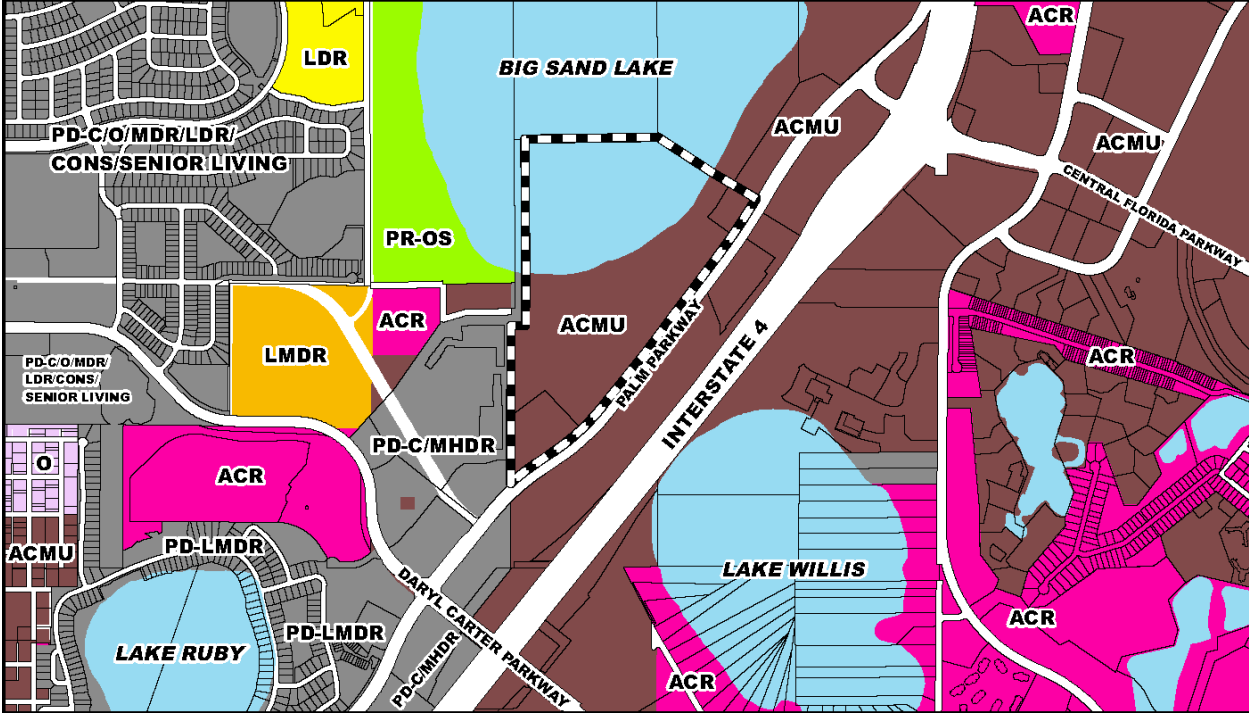 ACR
LDR
BIG SAND LAKE
ACMU
PD-C/O/MDR/LDR/
CONS/SENIOR LIVING
ACMU
CENTRAL FLORIDA PARKWAY
PR-OS
ACR
ACMU
LMDR
PALM PARKWAY
INTERSTATE 4
ACR
PD-C/O/MDR/
LDR/CONS/
SENIOR LIVING
PD-C/MHDR
O
ACR
ACMU
PD-LMDR
LAKE WILLIS
DARYL CARTER PARKWAY
ACR
PD-LMDR
LAKE RUBY
PD-C/MHDR
ACR